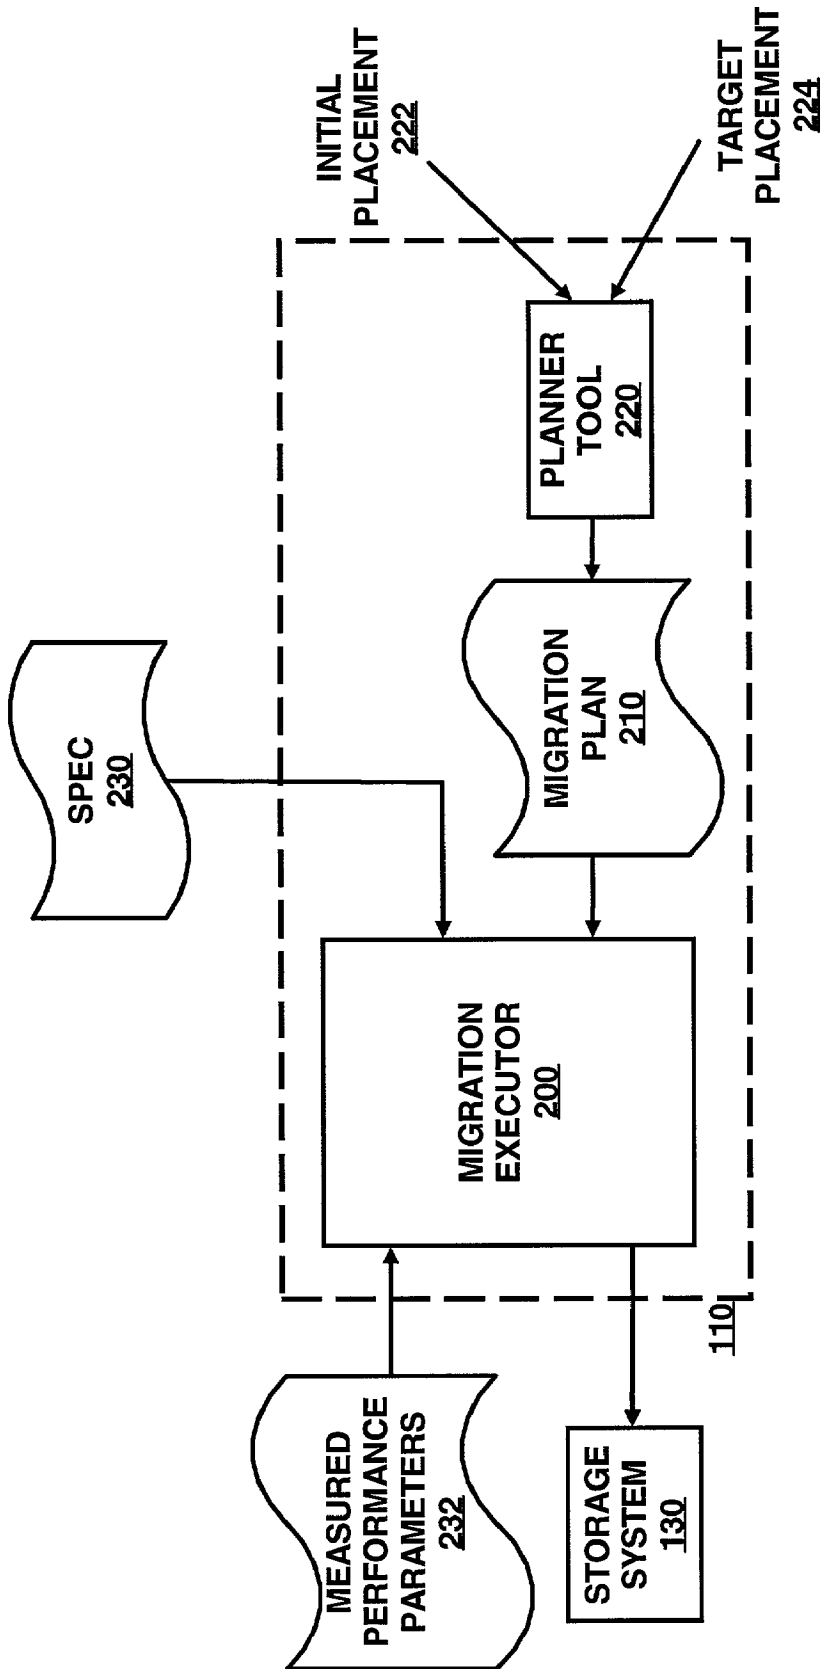 INITIAL
PLACEMENT
222
TARGET
PLACEMENT
224
PLANNER
TOOL
220
SPEC
230
MIGRATION
PLAN
210
MIGRATION
EXECUTOR
200
MEASURED
PERFORMANCE
PARAMETERS
232
STORAGE
SYSTEM
130
110